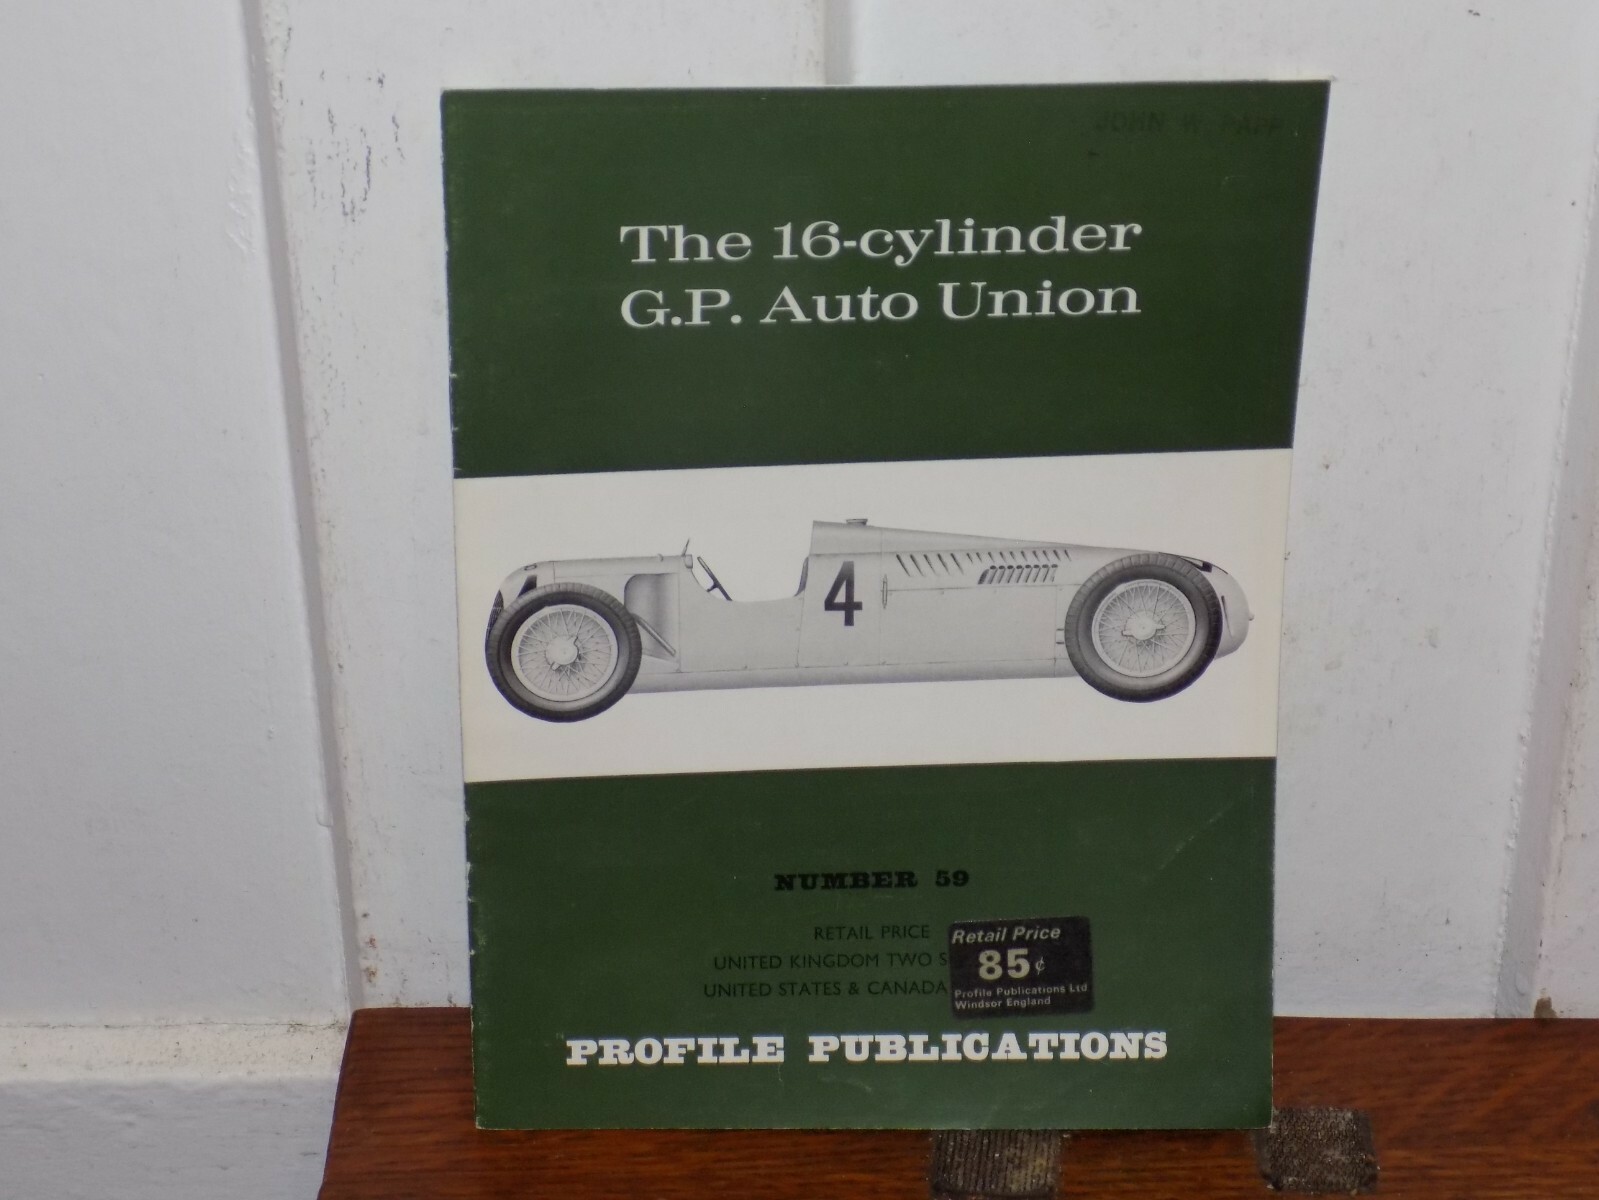 JOHN W. PAPP
The 16-cylinder
G.P. Auto Union
4
NUMBER 59
RETAIL PRICE
UNITED KINGDOM TWO S
UNITED STATES & CANADA
Retail Price
85¢
Profile Publications Ltd
Windsor England
PROFILE PUBLICATIONS